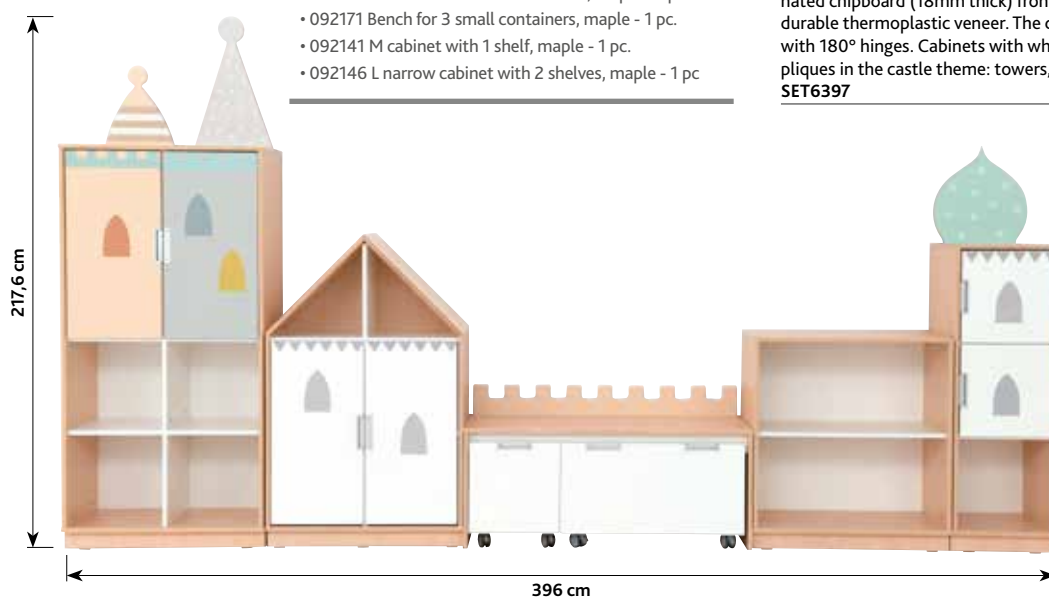 • 092171 Bench for 3 small containers, maple - 1 pc.
• 092141 M cabinet with 1 shelf, maple - 1 pc.
• 092146 L narrow cabinet with 2 shelves, maple - 1 pc
durable thermoplastic veneer. The
with 180° hinges. Cabinets with
pliques in the castle theme: towers,
SET6397
217,6 cm
396 cm